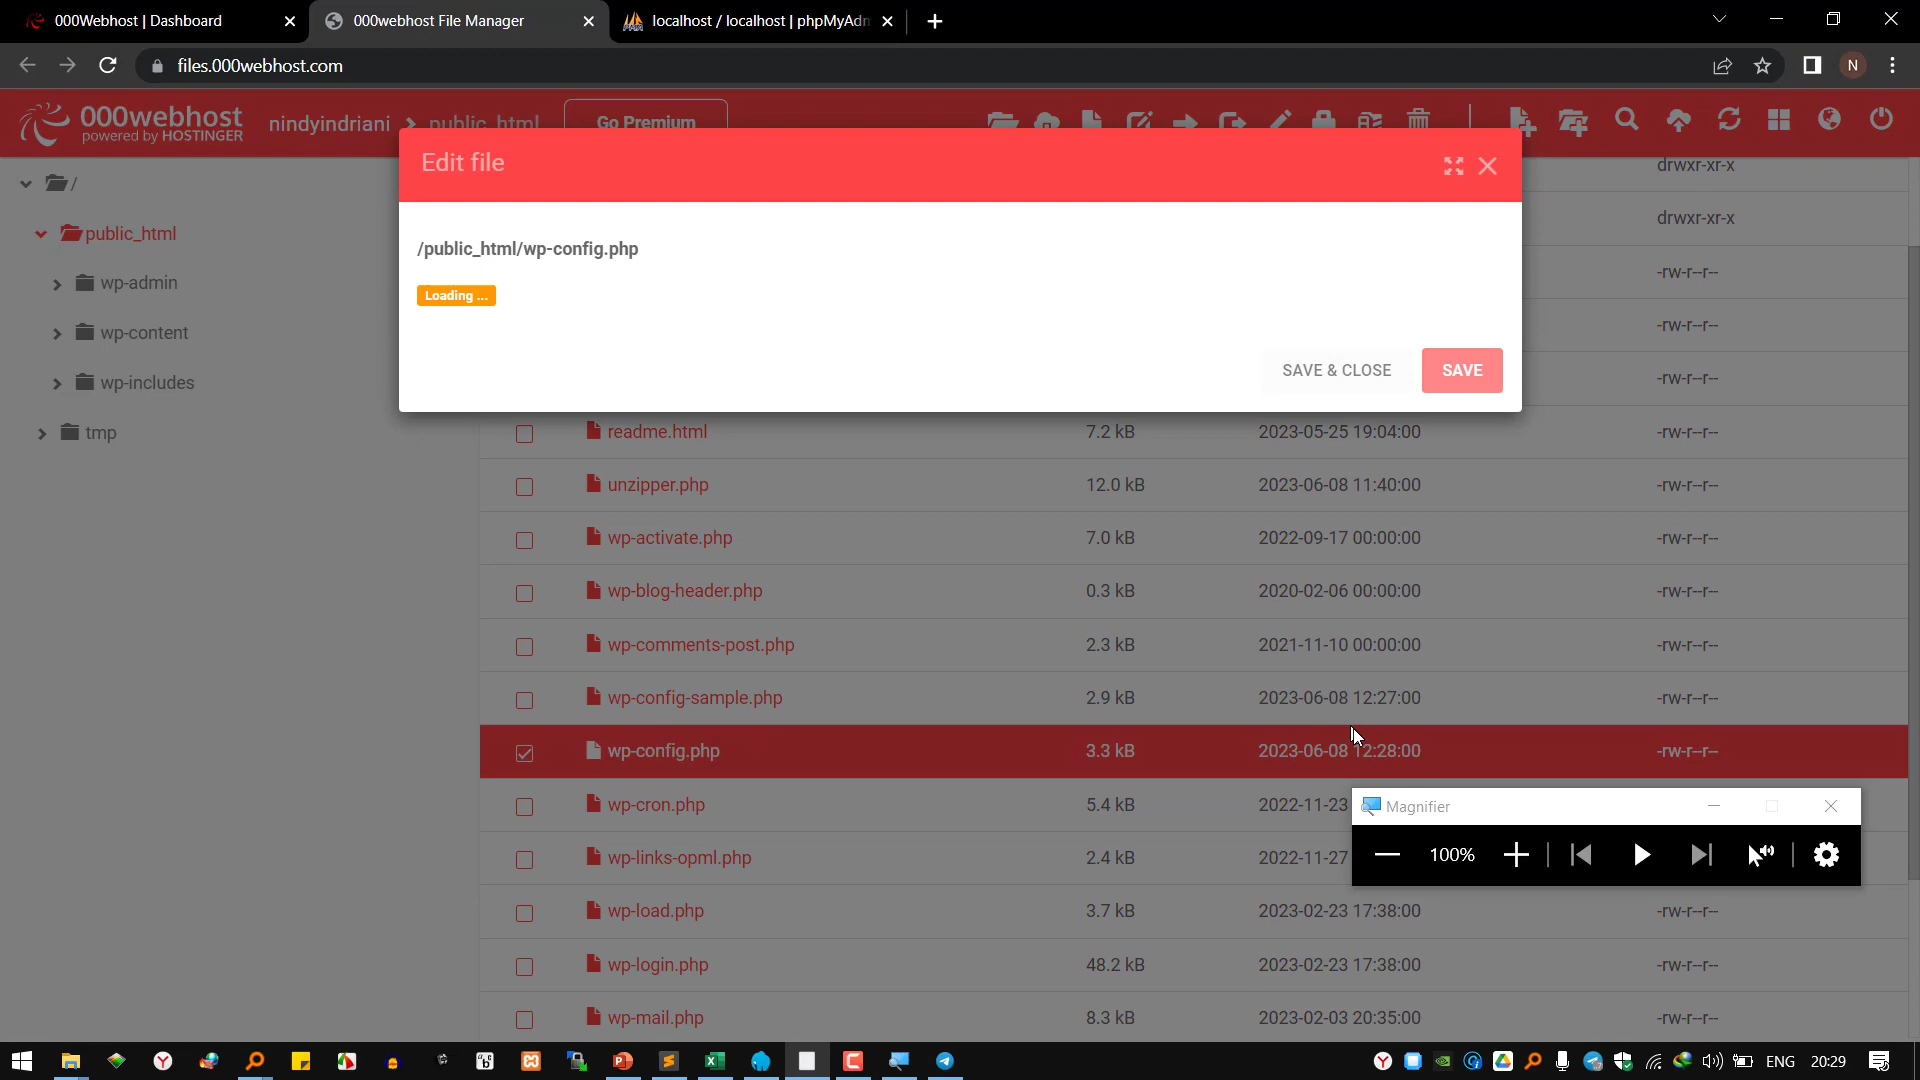 000Webhost | Dashboard
000webhost File Manager
localhost / localhost | phpMyAdm
files.000webhost.com
N
000webhost
powered by HOSTINGER
nindyindriani > public_html
Go Premium
Edit file
/public_html/wp-config.php
Loading ...
SAVE & CLOSE
SAVE
/
public_html
wp-admin
wp-content
wp-includes
tmp
drwxr-xr-x
drwxr-xr-x
-rw-r--r--
-rw-r--r--
-rw-r--r--
readme.html 7.2 kB 2023-05-25 19:04:00 -rw-r--r--
unzipper.php 12.0 kB 2023-06-08 11:40:00 -rw-r--r--
wp-activate.php 7.0 kB 2022-09-17 00:00:00 -rw-r--r--
wp-blog-header.php 0.3 kB 2020-02-06 00:00:00 -rw-r--r--
wp-comments-post.php 2.3 kB 2021-11-10 00:00:00 -rw-r--r--
wp-config-sample.php 2.9 kB 2023-06-08 12:27:00 -rw-r--r--
wp-config.php 3.3 kB 2023-06-08 12:28:00 -rw-r--r--
wp-cron.php 5.4 kB 2022-11-23
wp-links-opml.php 2.4 kB 2022-11-27
wp-load.php 3.7 kB 2023-02-23 17:38:00 -rw-r--r--
wp-login.php 48.2 kB 2023-02-23 17:38:00 -rw-r--r--
wp-mail.php 8.3 kB 2023-02-03 20:35:00 -rw-r--r--
Magnifier
100%
ENG 20:29